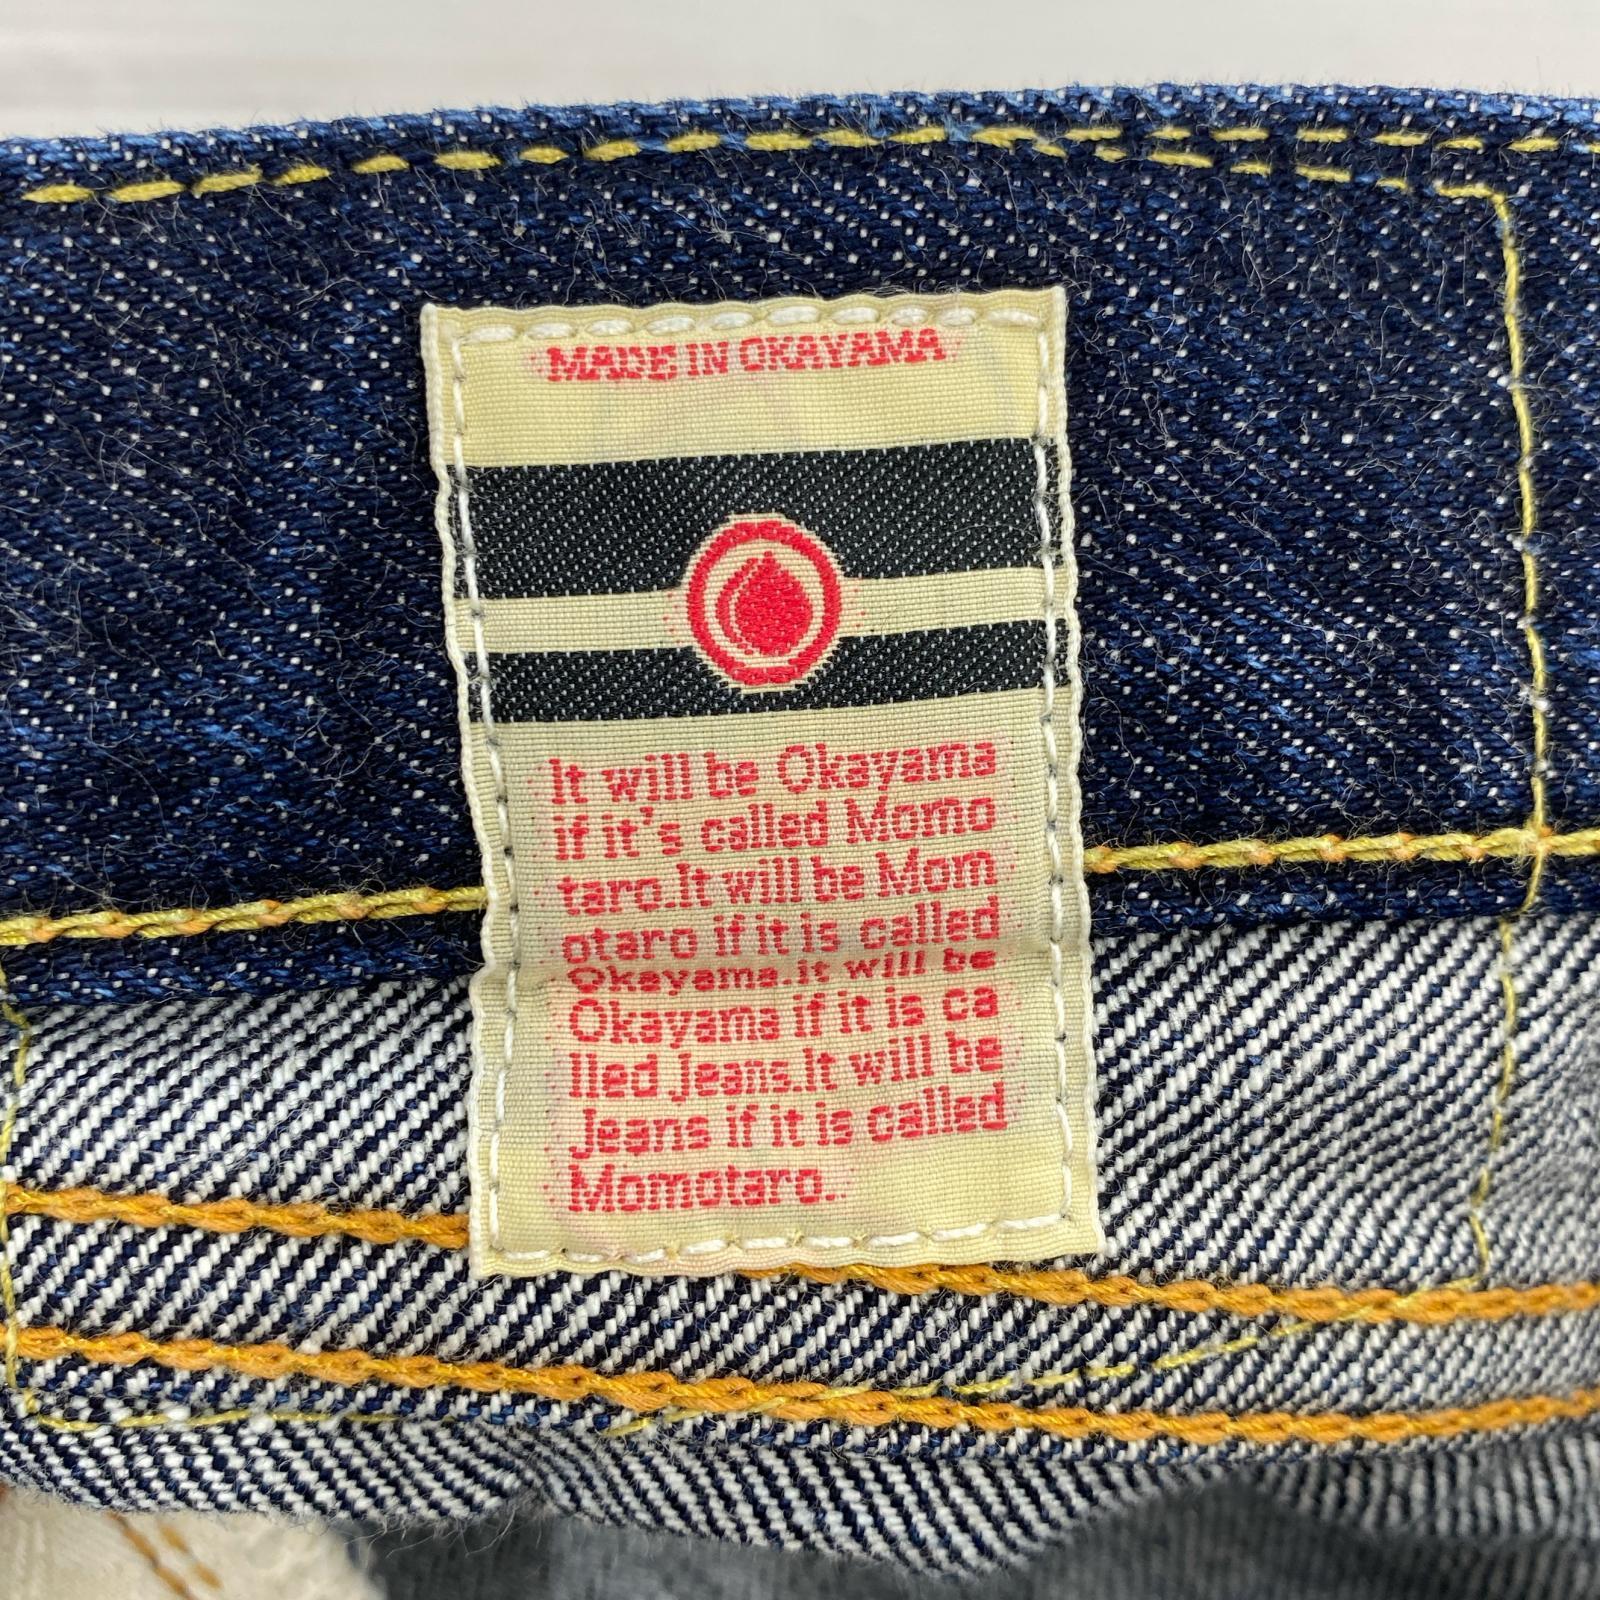 MADE IN OKAYAMA
It will be Okayama
if it's called Momo
taro.It will be Mom
otaro if it is called
Okayama.it will be
Okayama if it is ca
lled Jeans.It will be
Jeans if it is called
Momotaro.